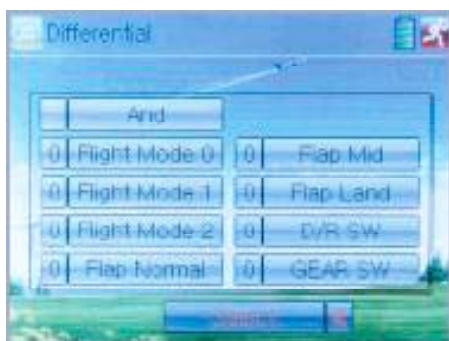 Differential
And
0 Flight Mode 0 0 Flap Mid
0 Flight Mode 1 0 Flap Land
0 Flight Mode 2 0 D/R SW
0 Flap Normal 0 GEAR SW